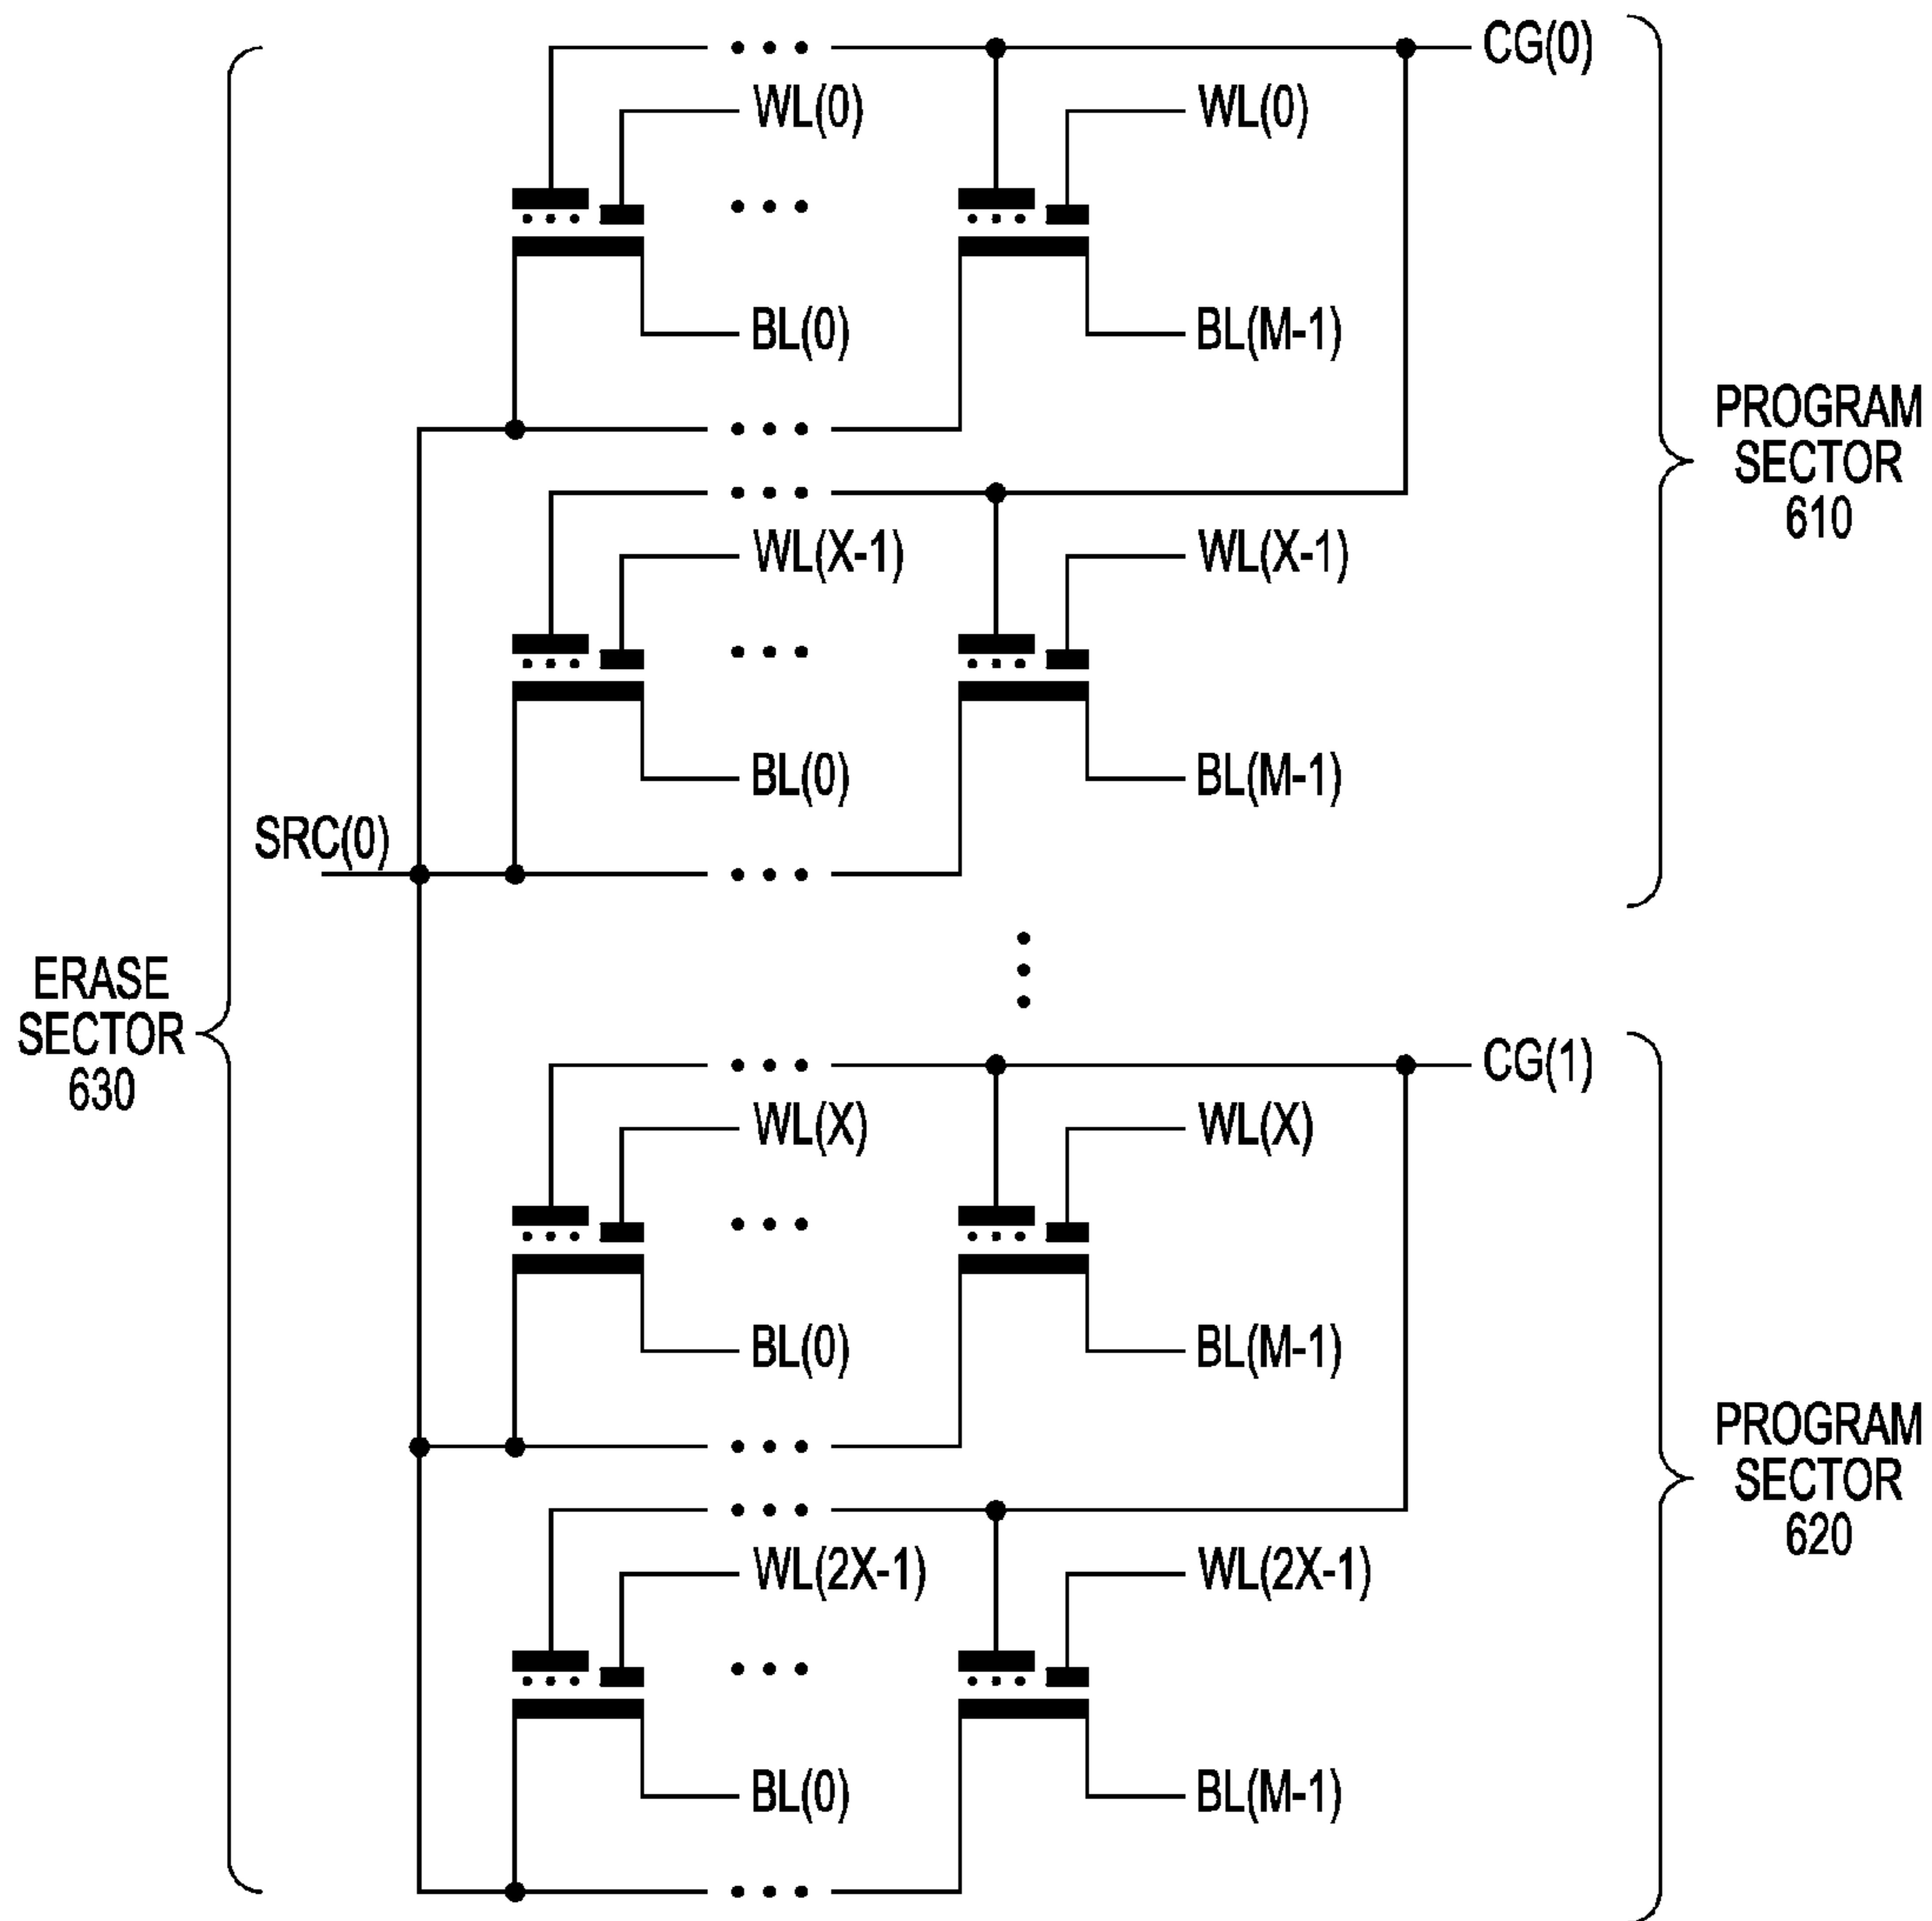 CG(0)
WL(0) WL(0)
BL(0) BL(M-1)
PROGRAM
SECTOR
610
WL(X-1) WL(X-1)
BL(0) BL(M-1)
SRC(0)
ERASE
SECTOR
630
CG(1)
WL(X) WL(X)
BL(0) BL(M-1)
PROGRAM
SECTOR
620
WL(2X-1) WL(2X-1)
BL(0) BL(M-1)